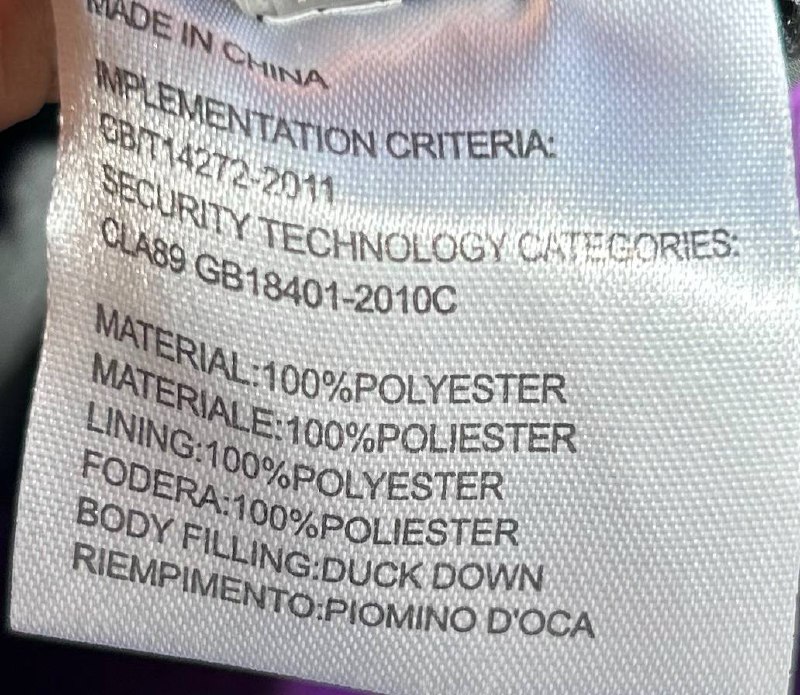 MADE IN CHINA
IMPLEMENTATION CRITERIA:
GB/T14272-2011
SECURITY TECHNOLOGY CATEGORIES:
CLA89 GB18401-2010C
MATERIAL:100%POLYESTER
MATERIALE:100%POLIESTER
LINING:100%POLYESTER
FODERA:100%POLIESTER
BODY FILLING:DUCK DOWN
RIEMPIMENTO:PIOMINO D'OCA